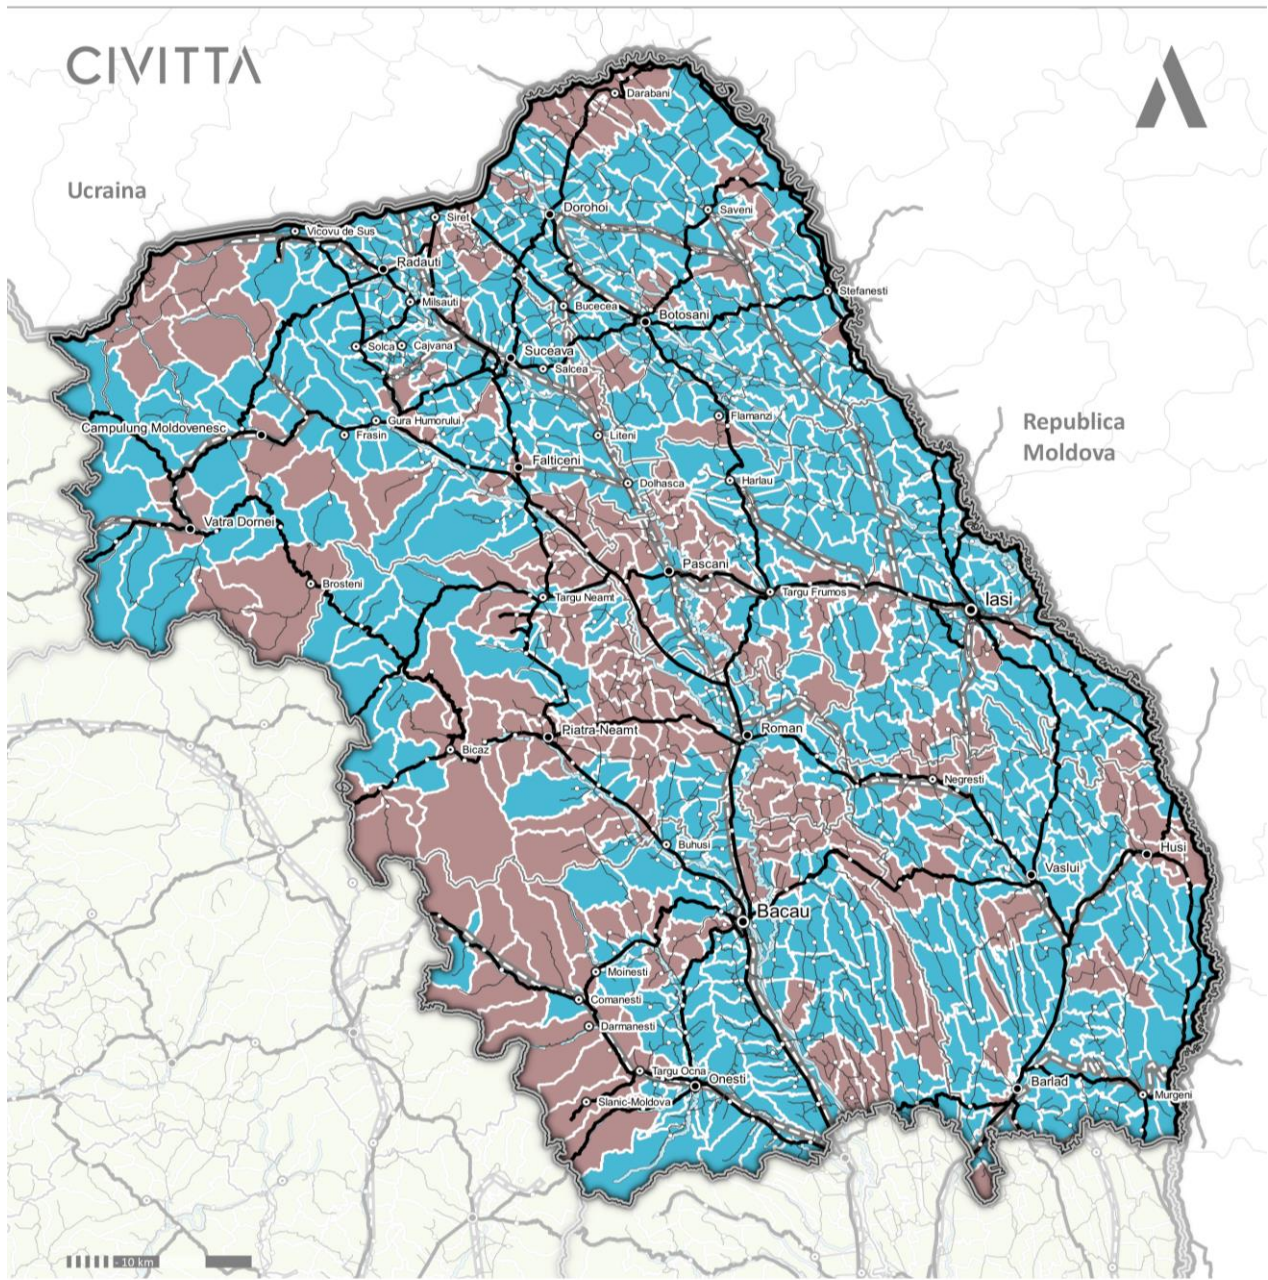 CIVITTA
Darabani
Ucraina
Siret
Dorohoi
Saveni
Vicovu de Sus
Radauti
Stefanesti
Milsauti
Bucecea
Botosani
Solca
Cajvana
Suceava
Salcea
Flamanzi
Republica
Moldova
Campulung Moldovenesc
Gura Humorului
Frasin
Liteni
Falticeni
Dolhasca
Harlau
Vatra Dornei
Pascani
Brosteni
Targu Neamt
Targu Frumos
Iasi
Piatra-Neamt
Roman
Bicaz
Negresti
Buhusi
Husi
Vaslui
Bacau
Moinesti
Comanesti
Darmanesti
Targu Ocna
Onesti
Barlad
Slanic-Moldova
Murgeni
10 km